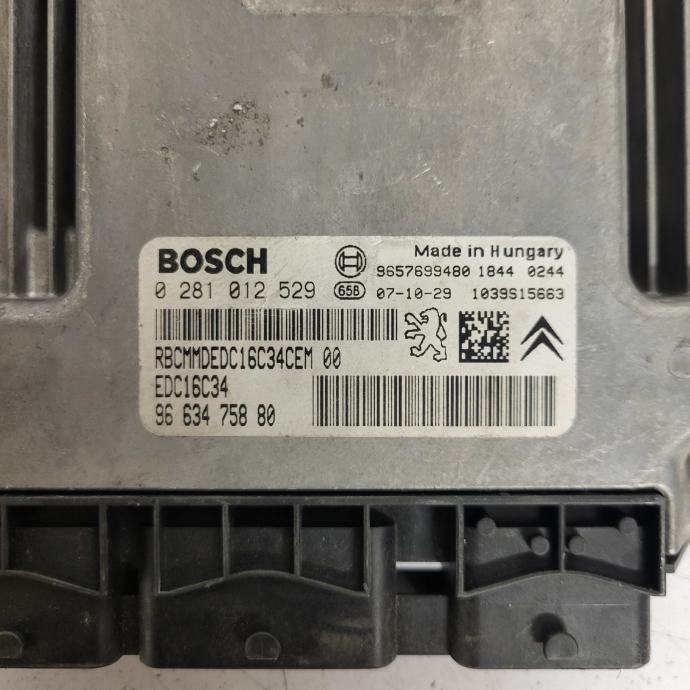 BOSCH
Made in Hungary
9657699480 1844 0244
0 281 012 529 658 07-10-29 1039S15663
RBCMMDEDC16C34CEM 00
EDC16C34
96 634 758 80